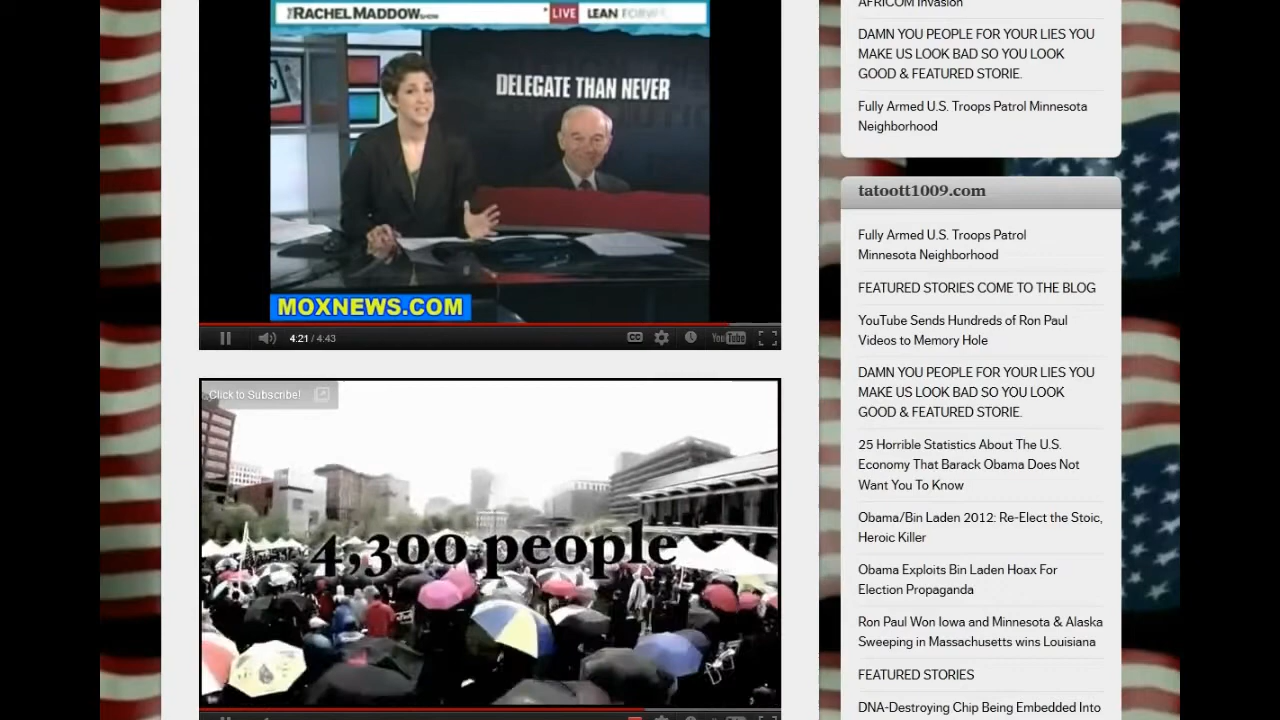 THE RACHEL MADDOW SHOW
LIVE
LEAN FORW
DELEGATE THAN NEVER
MOXNEWS.COM
4:21 / 4:43
CC
YouTube
Click to Subscribe!
4,300 people
AFRICOM Invasion
DAMN YOU PEOPLE FOR YOUR LIES YOU
MAKE US LOOK BAD SO YOU LOOK
GOOD & FEATURED STORIE.
Fully Armed U.S. Troops Patrol Minnesota
Neighborhood
tatoott1009.com
Fully Armed U.S. Troops Patrol
Minnesota Neighborhood
FEATURED STORIES COME TO THE BLOG
YouTube Sends Hundreds of Ron Paul
Videos to Memory Hole
DAMN YOU PEOPLE FOR YOUR LIES YOU
MAKE US LOOK BAD SO YOU LOOK
GOOD & FEATURED STORIE.
25 Horrible Statistics About The U.S.
Economy That Barack Obama Does Not
Want You To Know
Obama/Bin Laden 2012: Re-Elect the Stoic,
Heroic Killer
Obama Exploits Bin Laden Hoax For
Election Propaganda
Ron Paul Won Iowa and Minnesota & Alaska
Sweeping in Massachusetts wins Louisiana
FEATURED STORIES
DNA-Destroying Chip Being Embedded Into